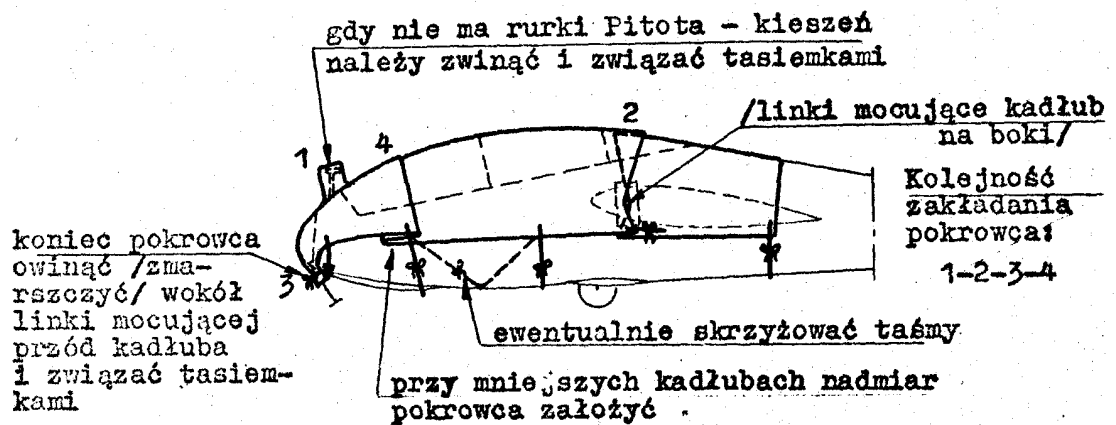 gdy nie ma rurki Pitota - kieszeń
należy zwinąć i związać tasiemkami
/linki mocujące kadłub
na boki/
1
4
2
Kolejność
zakładania
pokrowca:
1-2-3-4
koniec pokrowca
owinąć /zma-
rszczyć/ wokół
linki mocującej
przód kadłuba
i związać tasiem-
kami
3
ewentualnie skrzyżować taśmy
przy mniejszych kadłubach nadmiar
pokrowca założyć .